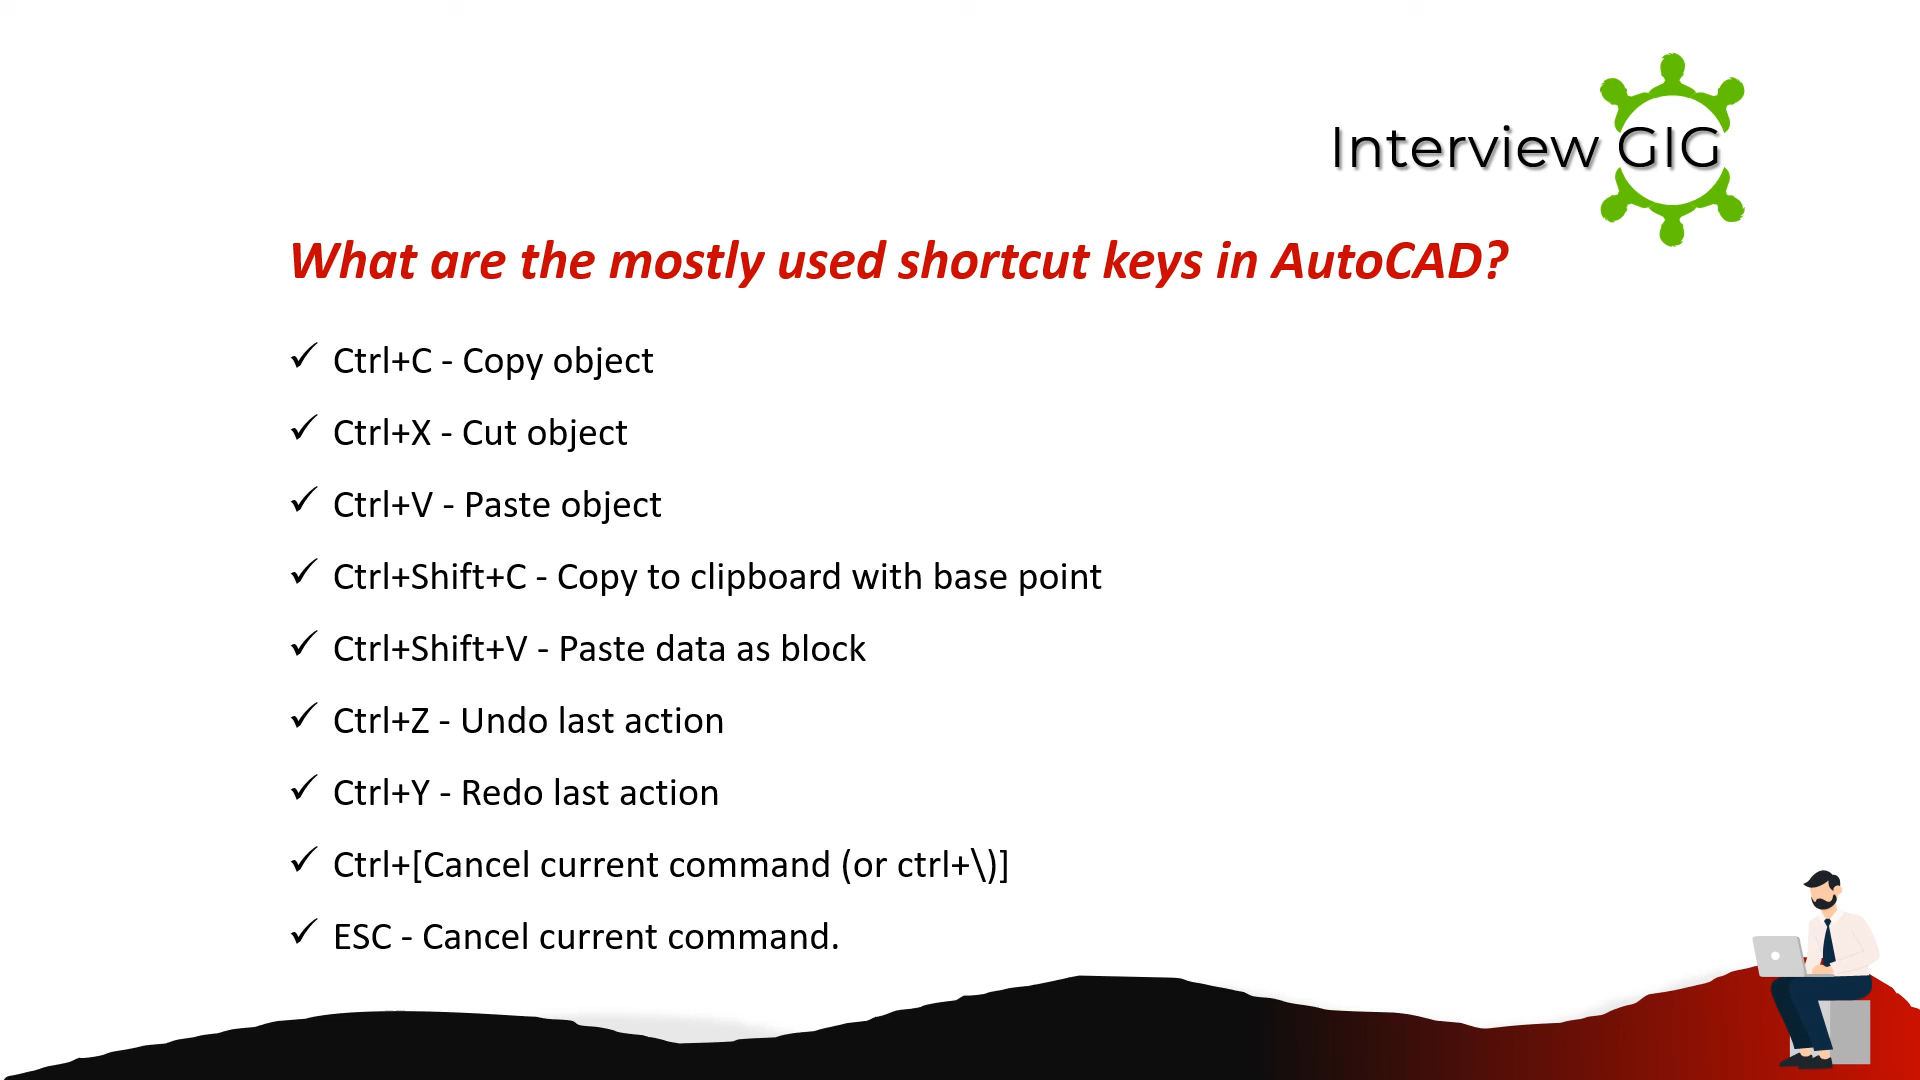 Interview GIG
What are the mostly used shortcut keys in AutoCAD?
✓ Ctrl+C - Copy object
✓ Ctrl+X - Cut object
✓ Ctrl+V - Paste object
✓ Ctrl+Shift+C - Copy to clipboard with base point
✓ Ctrl+Shift+V - Paste data as block
✓ Ctrl+Z - Undo last action
✓ Ctrl+Y - Redo last action
✓ Ctrl+[Cancel current command (or ctrl+\)]
✓ ESC - Cancel current command.